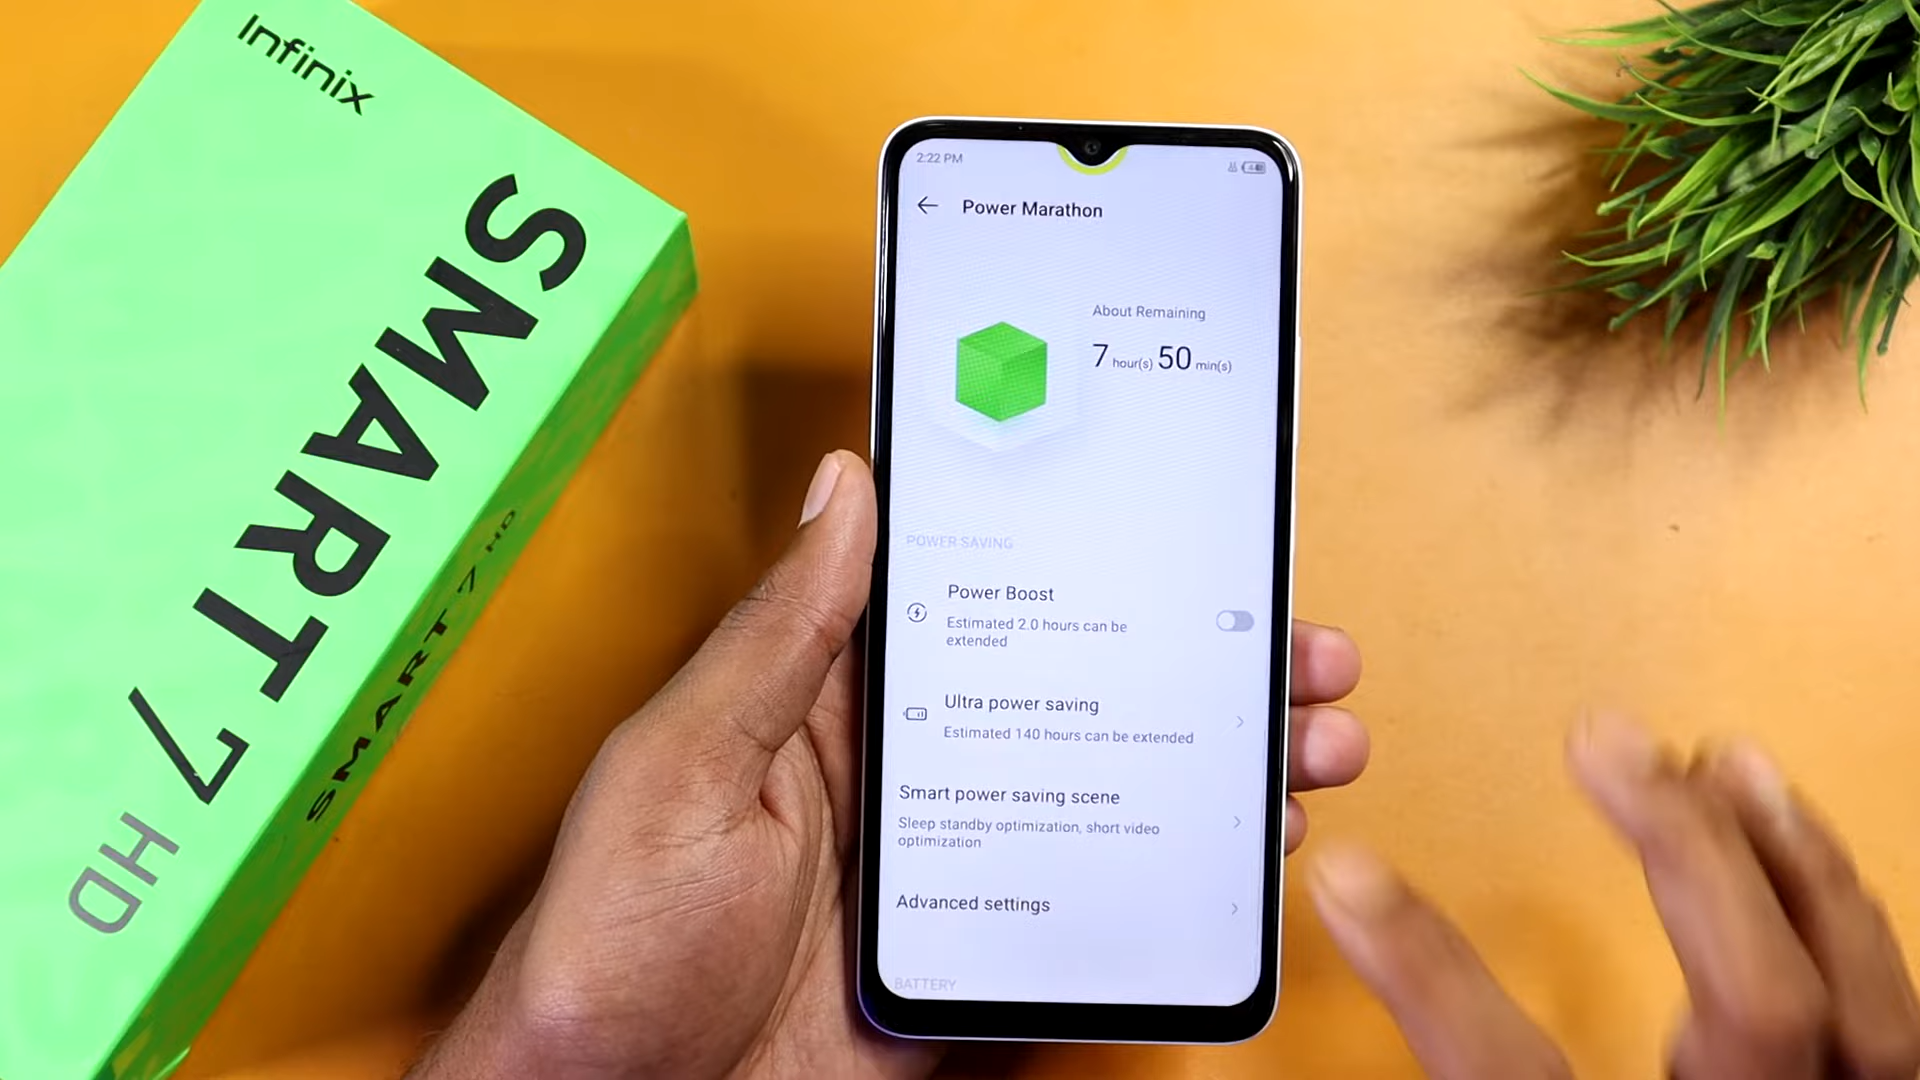 Infinix
SMART 7 HD
SMART 7 HD
2:22 PM
Power Marathon
About Remaining
7 hour(s) 50 min(s)
POWER SAVING
Power Boost
Estimated 2.0 hours can be
extended
Ultra power saving
Estimated 140 hours can be extended
Smart power saving scene
Sleep standby optimization, short video
optimization
Advanced settings
BATTERY